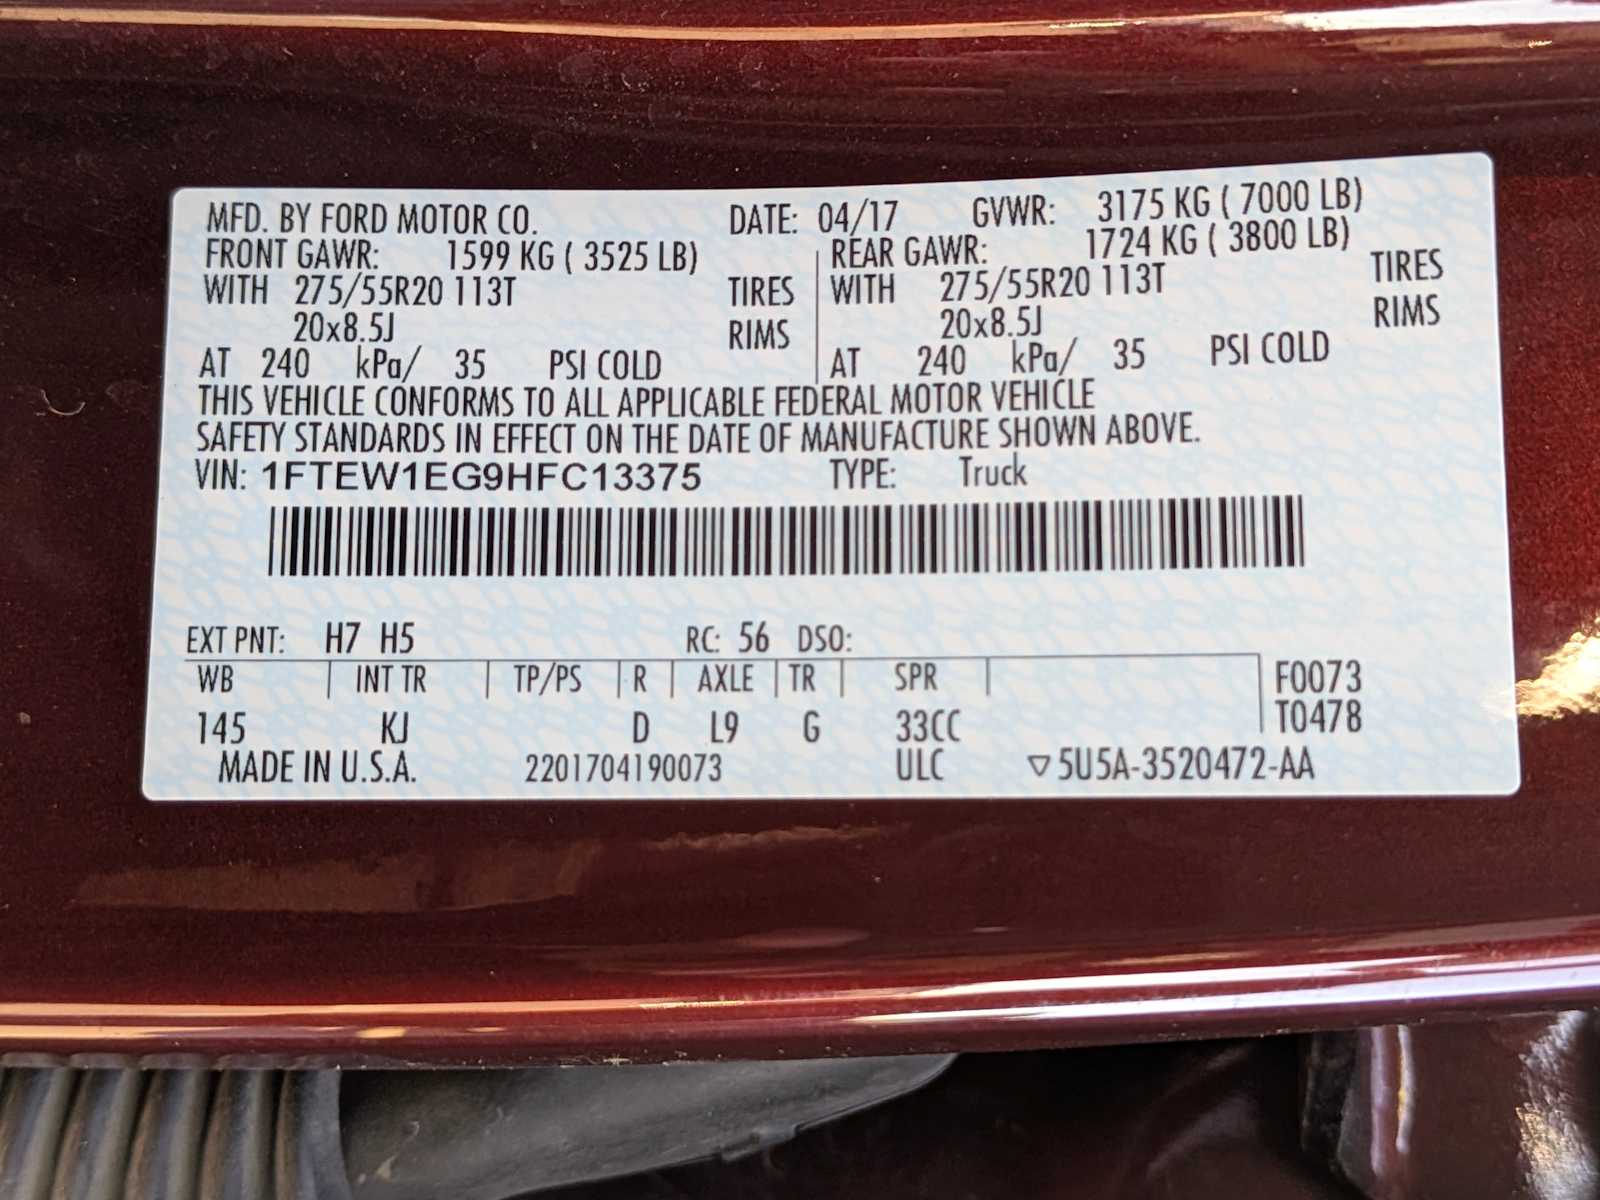 MFD. BY FORD MOTOR CO. DATE: 04/17 GVWR: 3175 KG ( 7000 LB)
FRONT GAWR: 1599 KG ( 3525 LB) REAR GAWR: 1724 KG ( 3800 LB)
WITH 275/55R20 113T TIRES WITH 275/55R20 113T TIRES
20x8.5J RIMS 20x8.5J RIMS
AT 240 kPa/ 35 PSI COLD AT 240 kPa/ 35 PSI COLD
THIS VEHICLE CONFORMS TO ALL APPLICABLE FEDERAL MOTOR VEHICLE
SAFETY STANDARDS IN EFFECT ON THE DATE OF MANUFACTURE SHOWN ABOVE.
VIN: 1FTEW1EG9HFC13375 TYPE: Truck
EXT PNT: H7 H5 RC: 56 DSO:
WB INT TR TP/PS R AXLE TR SPR F0073
145 KJ D L9 G 33CC T0478
MADE IN U.S.A. 2201704190073 ULC ▽5U5A-3520472-AA